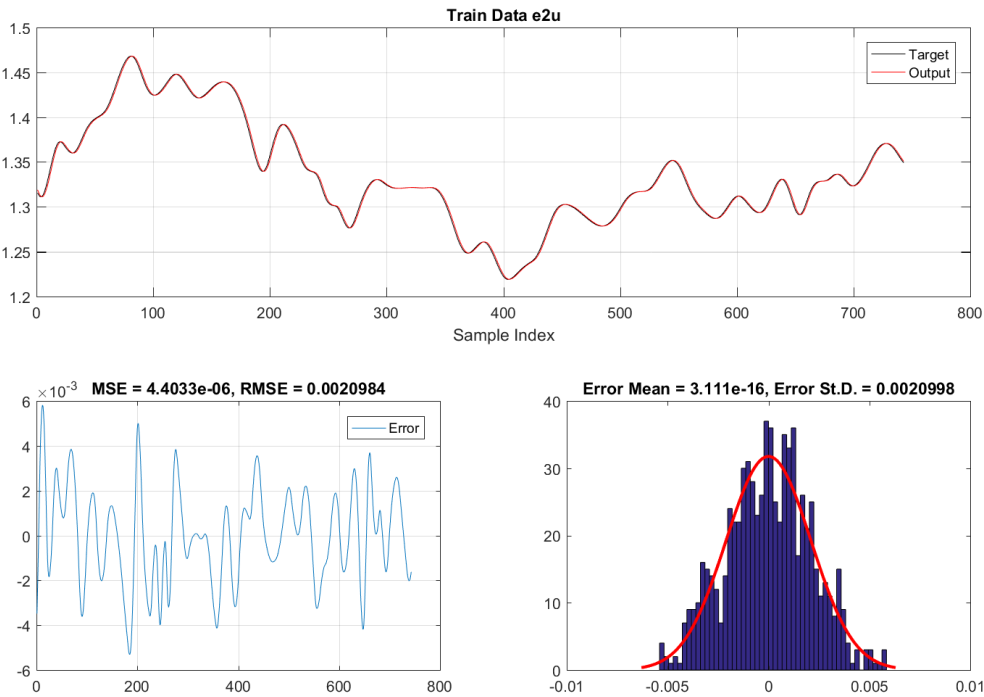 Train Data e2u
1.5
1.45
1.4
1.35
1.3
1.25
1.2
Target
Output
0 100 200 300 400 500 600 700 800
Sample Index
MSE = 4.4033e-06, RMSE = 0.0020984
×10-3
6
4
2
0
-2
-4
-6
Error
0 200 400 600 800
Error Mean = 3.111e-16, Error St.D. = 0.0020998
40
30
20
10
0
-0.01 -0.005 0 0.005 0.01